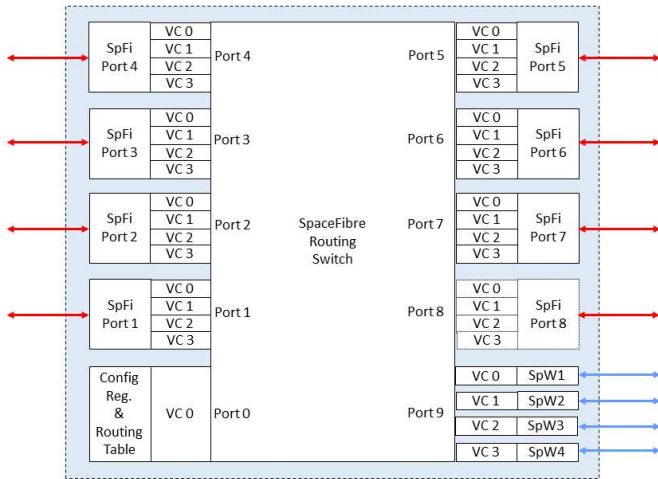 SpFi
Port 4
VC 0
VC 1
VC 2
VC 3
Port 4
SpFi
Port 3
VC 0
VC 1
VC 2
VC 3
Port 3
SpFi
Port 2
VC 0
VC 1
VC 2
VC 3
Port 2
SpFi
Port 1
VC 0
VC 1
VC 2
VC 3
Port 1
Config
Reg.
&
Routing
Table
VC 0
Port 0
SpaceFibre
Routing
Switch
Port 5
VC 0
VC 1
VC 2
VC 3
SpFi
Port 5
Port 6
VC 0
VC 1
VC 2
VC 3
SpFi
Port 6
Port 7
VC 0
VC 1
VC 2
VC 3
SpFi
Port 7
Port 8
VC 0
VC 1
VC 2
VC 3
SpFi
Port 8
Port 9
VC 0 SpW1
VC 1 SpW2
VC 2 SpW3
VC 3 SpW4